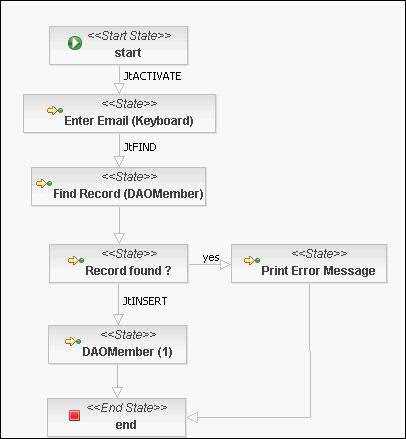 <<Start State>>
start
JtACTIVATE
<<State>>
Enter Email (Keyboard)
JtFIND
<<State>>
Find Record (DAOMember)
<<State>>
Record found ?
yes
<<State>>
Print Error Message
JtINSERT
<<State>>
DAOMember (1)
<<End State>>
end